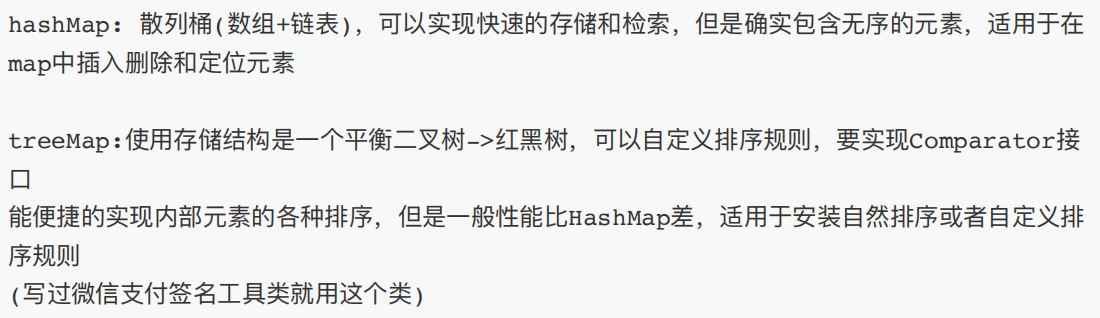 hashMap: 散列桶(数组+链表)，可以实现快速的存储和检索，但是确实包含无序的元素，适用于在
map中插入删除和定位元素
treeMap:使用存储结构是一个平衡二叉树->红黑树，可以自定义排序规则，要实现Comparator接
口
能便捷的实现内部元素的各种排序，但是一般性能比HashMap差，适用于安装自然排序或者自定义排
序规则
(写过微信支付签名工具类就用这个类)